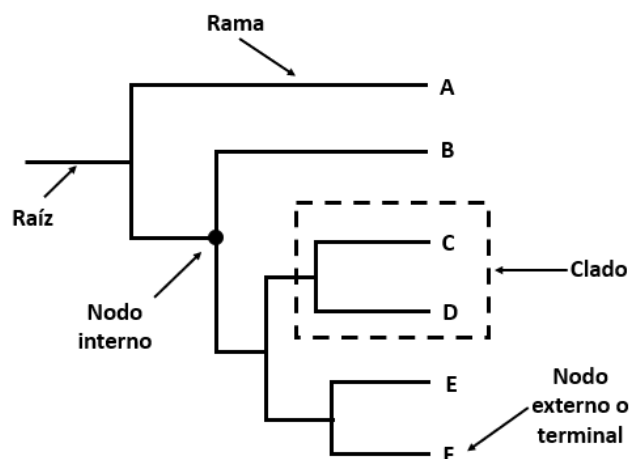 Rama
A
B
Raíz
C
Clado
D
Nodo
interno
E
Nodo
externo o
terminal
F